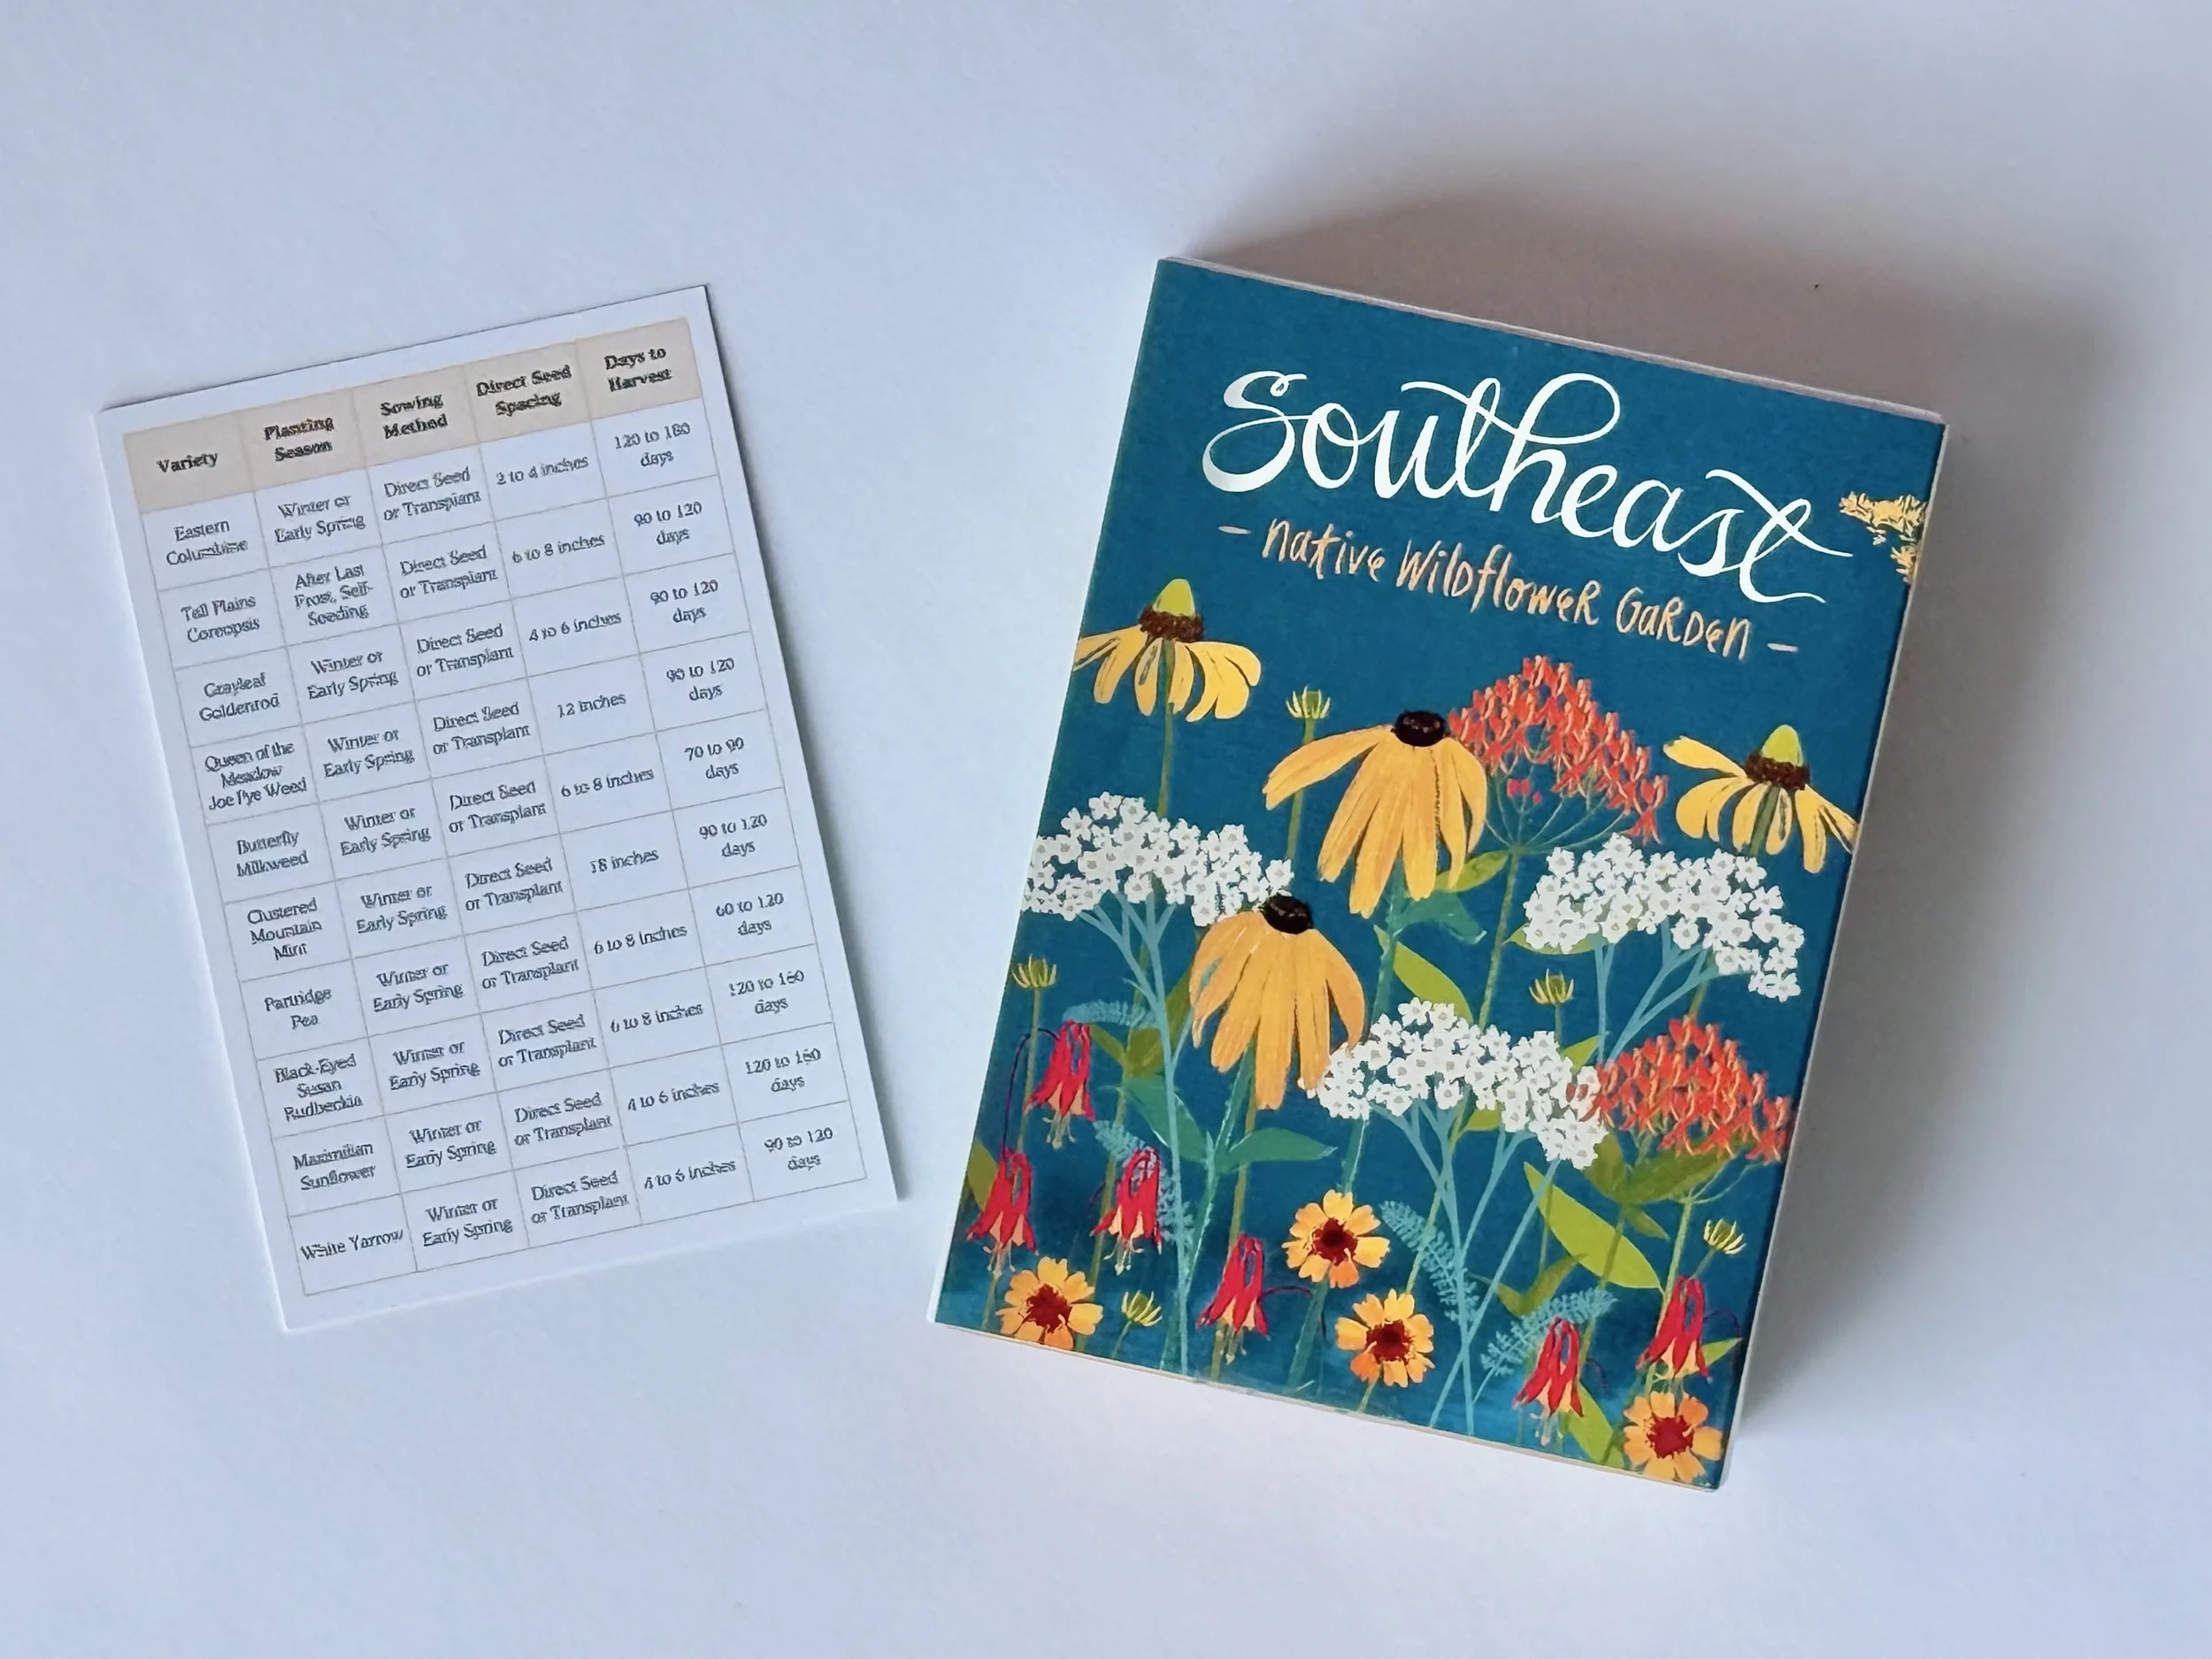 Variety
Planting
Season
Sowing
Method
Direct Seed
Spacing
Days to
Harvest
Eastern
Columbine
Winter or
Early Spring
Direct Seed
or Transplant
2 to 4 inches
120 to 180
days
Tall Plains
Coreopsis
After Last
Frost, Self-
Seeding
Direct Seed
or Transplant
6 to 8 inches
90 to 120
days
Grayleaf
Goldenrod
Winter or
Early Spring
Direct Seed
or Transplant
4 to 6 inches
90 to 120
days
Queen of the
Meadow
Joe Pye Weed
Winter or
Early Spring
Direct Seed
or Transplant
12 inches
90 to 120
days
Butterfly
Milkweed
Winter or
Early Spring
Direct Seed
or Transplant
6 to 8 inches
70 to 90
days
Clustered
Mountain
Mint
Winter or
Early Spring
Direct Seed
or Transplant
18 inches
90 to 120
days
Partridge
Pea
Winter or
Early Spring
Direct Seed
or Transplant
6 to 8 inches
60 to 120
days
Black-Eyed
Susan
Rudbeckia
Winter or
Early Spring
Direct Seed
or Transplant
6 to 8 inches
120 to
days
Maximilian
Sunflower
Winter or
Early Spring
Direct Seed
or Transplant
4 to 6 inches
120 to
days
White Yarrow
Winter or
Early Spring
Direct Seed
or Transplant
4 to 6 inches
90 to 120
days
Southeast
- native Wildflower Garden -